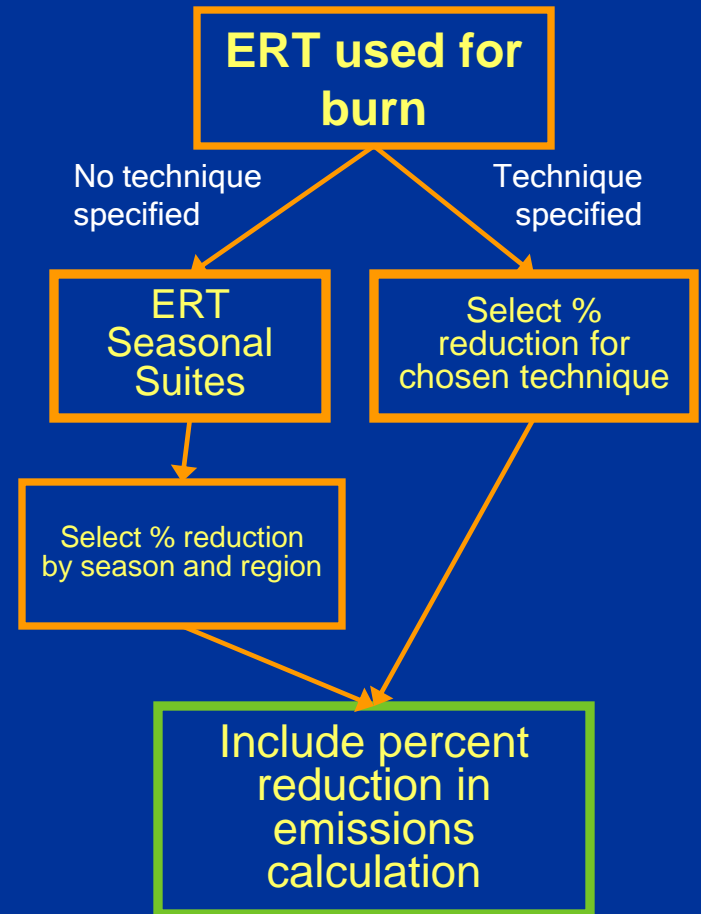 ERT used for
burn
No technique
specified
Technique
specified
ERT
Seasonal
Suites
Select %
reduction for
chosen technique
Select % reduction
by season and region
Include percent
reduction in
emissions
calculation